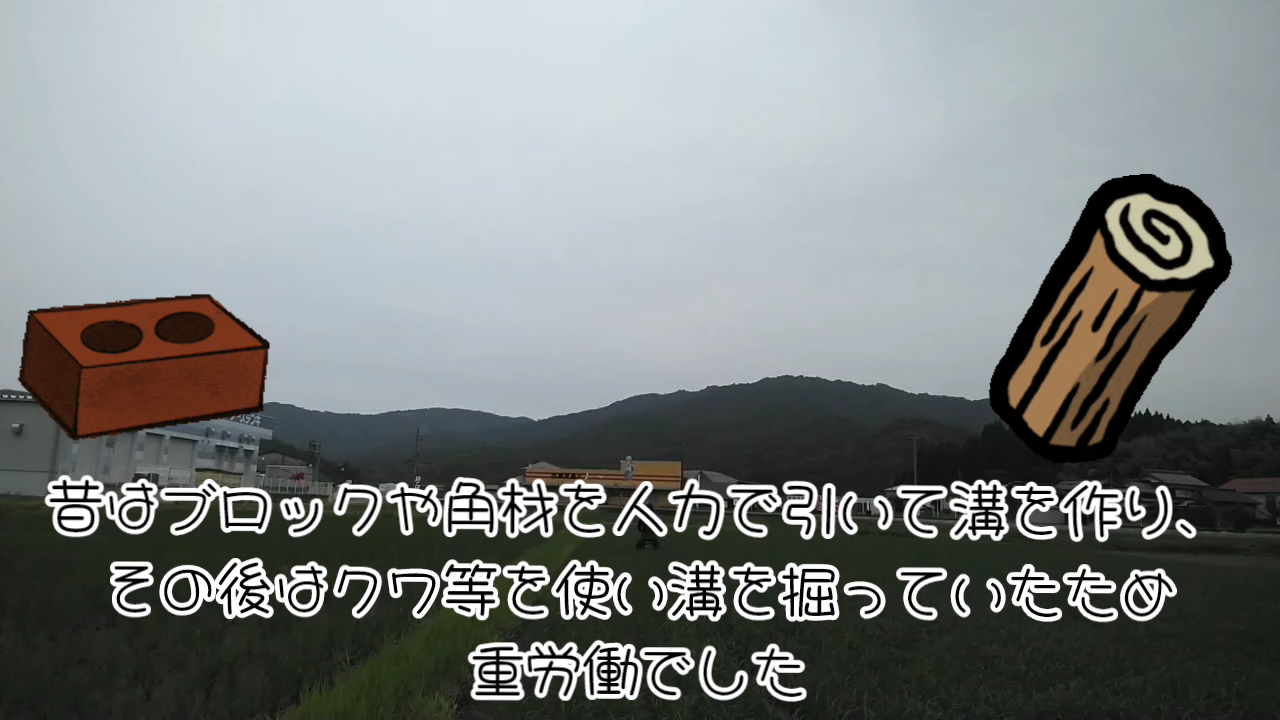 昔はブロックや角材を人力で引いて溝を作り、
その後はクワ等を使い溝を掘っていたため
重労働でした